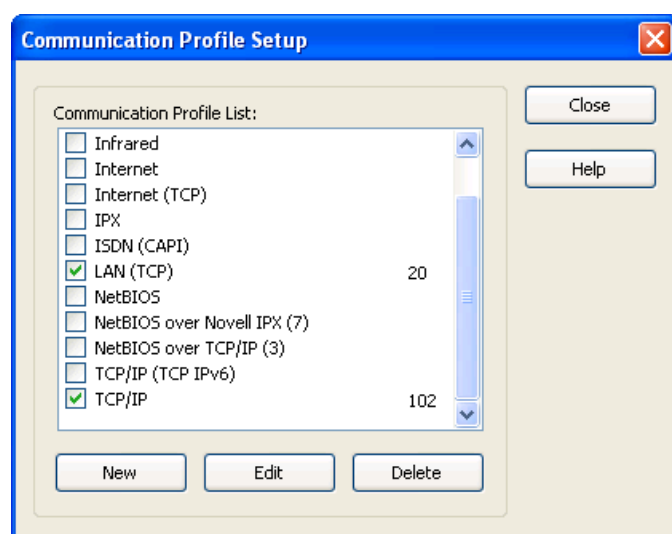 Communication Profile Setup
Communication Profile List:
Close
Help
Infrared
Internet
Internet (TCP)
IPX
ISDN (CAPI)
LAN (TCP) 20
NetBIOS
NetBIOS over Novell IPX (7)
NetBIOS over TCP/IP (3)
TCP/IP (TCP IPv6)
TCP/IP 102
New Edit Delete